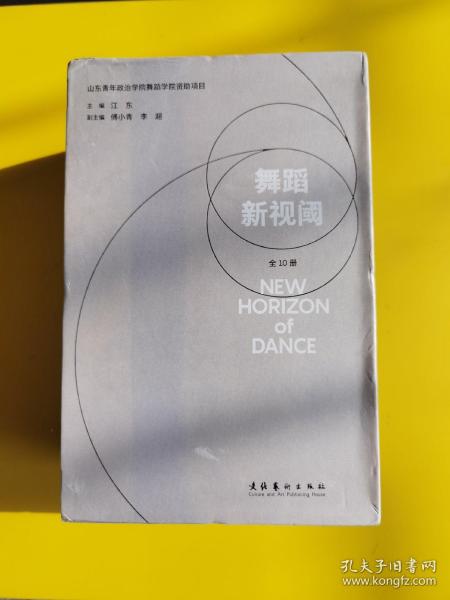 山东青年政治学院舞蹈学院资助项目
主 编 江 东
副主编 傅小青 李 超
舞蹈
新视阈
全10册
NEW
HORIZON
of
DANCE
文化艺术出版社
Culture and Art Publishing House
孔夫子旧书网
www.kongfz.com